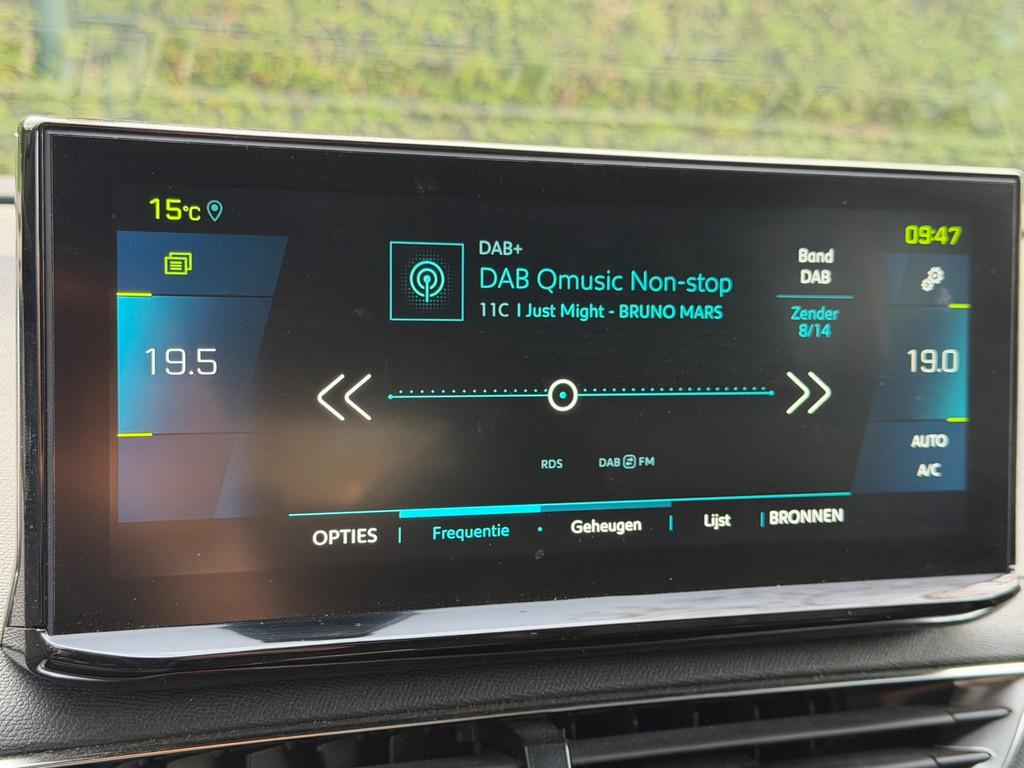 15°C
09:47
DAB+
DAB Qmusic Non-stop
11C I Just Might - BRUNO MARS
Band
DAB
Zender
8/14
19.5
19.0
AUTO
A/C
RDS
DAB FM
OPTIES | Frequentie • Geheugen | Lijst | BRONNEN